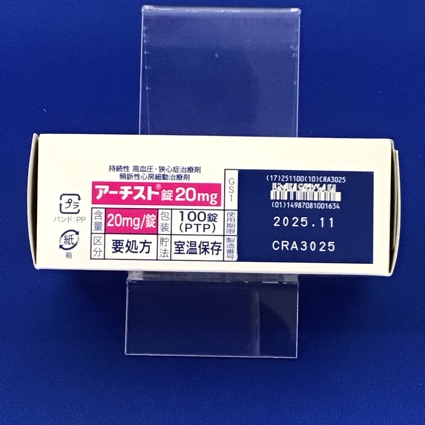 持続性 高血圧・狭心症治療剤
頻脈性心房細動治療剤
アーチスト®錠20mg
含量 20mg/錠 包装 100錠(PTP)
区分 要処方 貯法 室温保存
プラ
バンド:PP
紙
箱
GS1
使用期限
製造番号
(17)251100(10)CRA3025
(01)14987081001634
2025.11
CRA3025